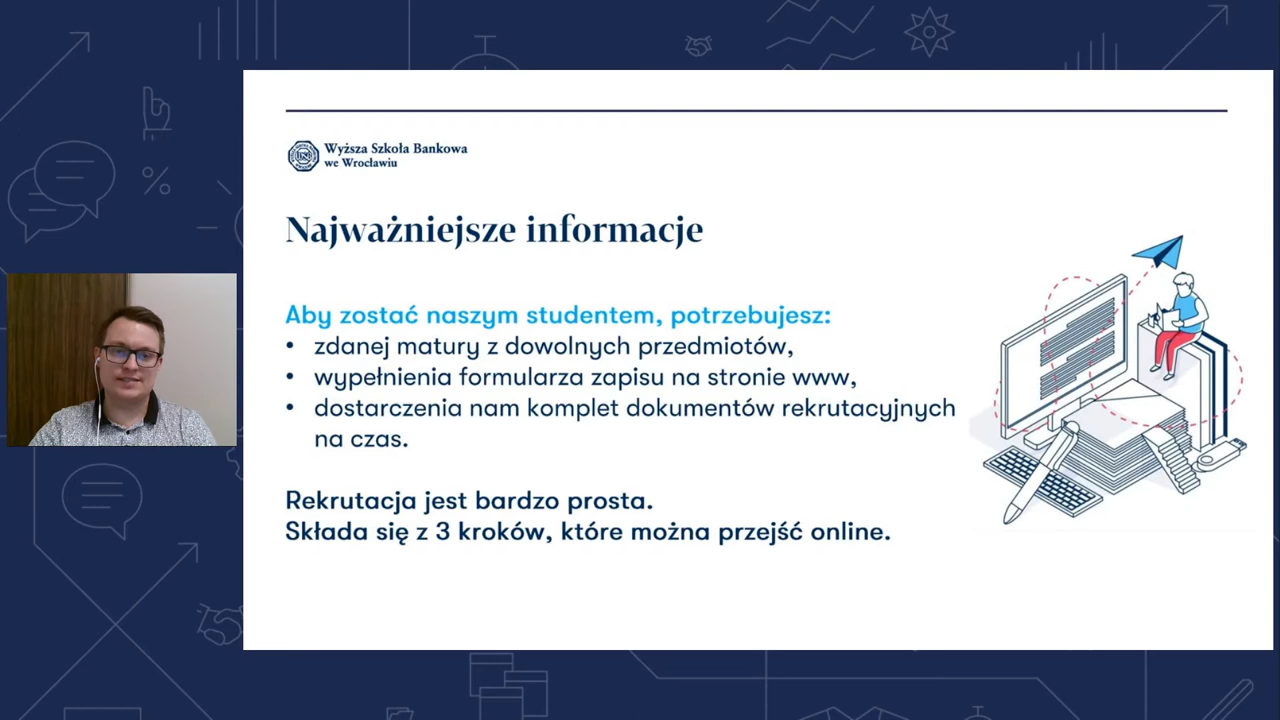 Wyższa Szkoła Bankowa
we Wrocławiu
Najważniejsze informacje
Aby zostać naszym studentem, potrzebujesz:
• zdanej matury z dowolnych przedmiotów,
• wypełnienia formularza zapisu na stronie www,
• dostarczenia nam komplet dokumentów rekrutacyjnych
na czas.
Rekrutacja jest bardzo prosta.
Składa się z 3 kroków, które można przejść online.